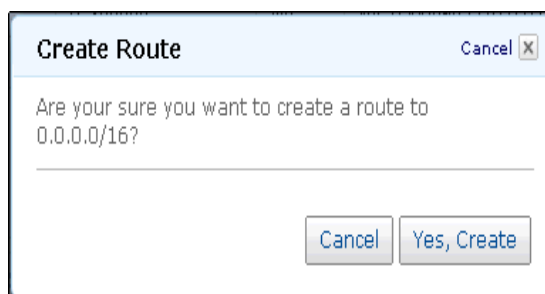 Create Route
Cancel
Are your sure you want to create a route to
0.0.0.0/16?
Cancel
Yes, Create